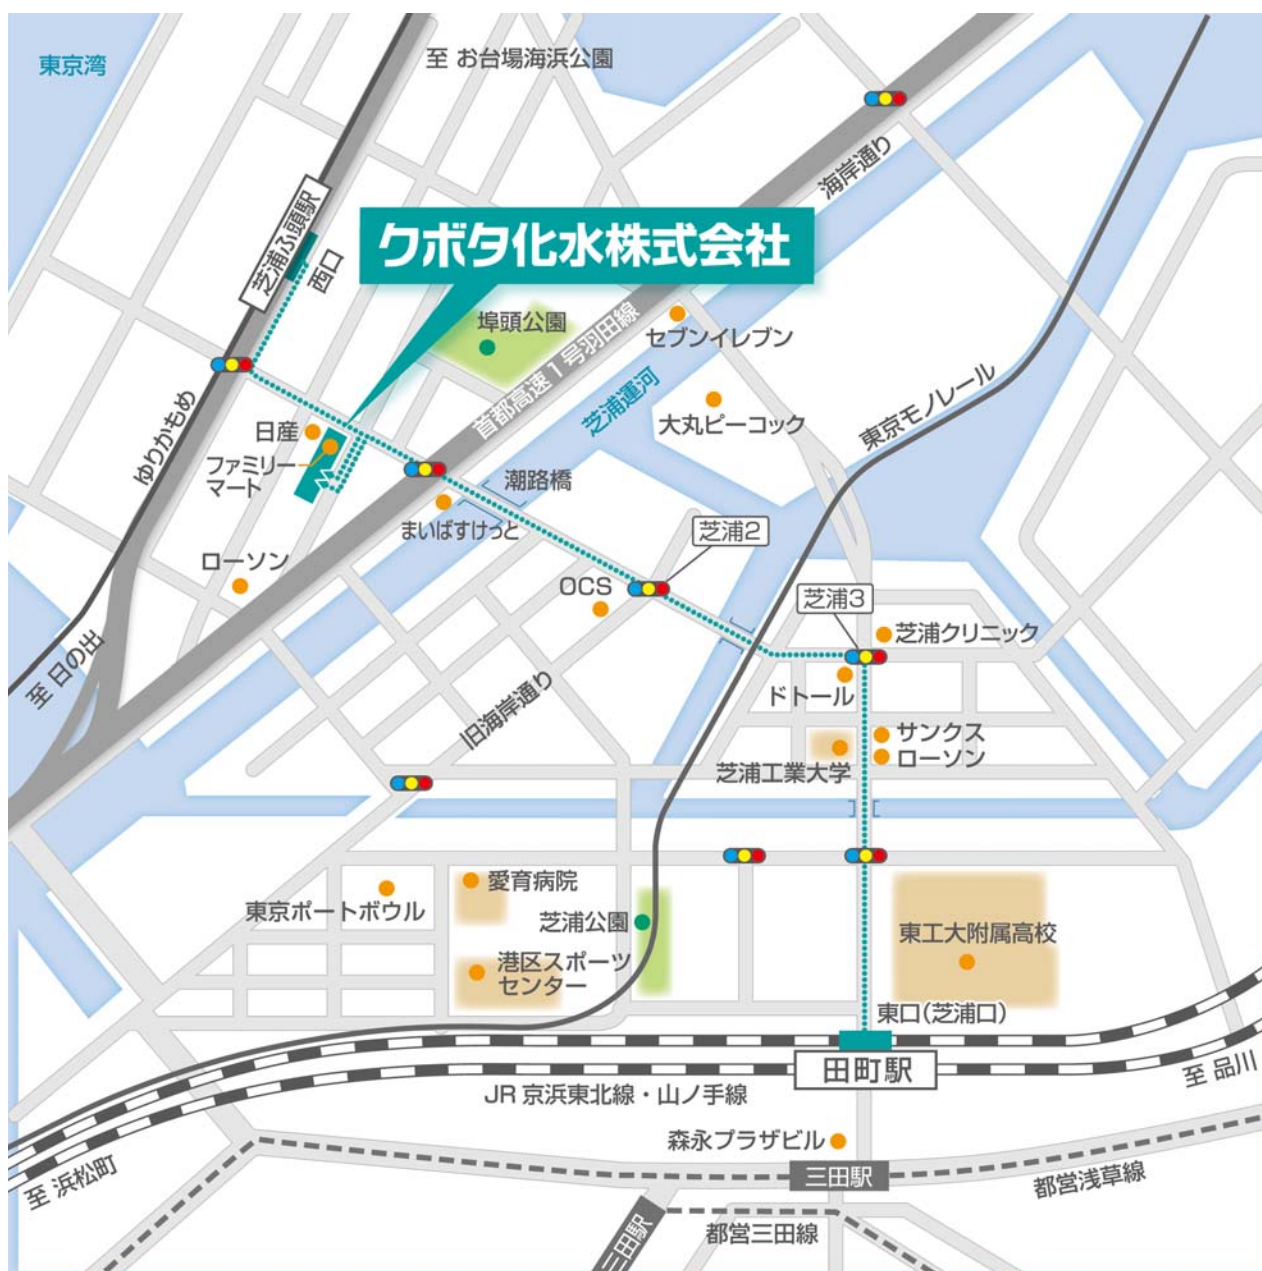 東京湾
至 お台場海浜公園
海岸通り
芝浦ふ頭駅
西口
クボタ化水株式会社
埠頭公園
首都高速1号羽田線
セブンイレブン
芝浦運河
大丸ピーコック
東京モノレール
ゆりかもめ
日産
ファミリー
マート
潮路橋
まいばすけっと
芝浦2
ローソン
OCS
芝浦3
芝浦クリニック
至 日の出
ドトール
旧海岸通り
サンクス
ローソン
芝浦工業大学
愛育病院
東京ポートボウル
芝浦公園
東工大附属高校
港区スポーツ
センター
東口(芝浦口)
田町駅
至 品川
JR 京浜東北線・山ノ手線
森永プラザビル
至 浜松町
三田駅
都営浅草線
三田駅
都営三田線